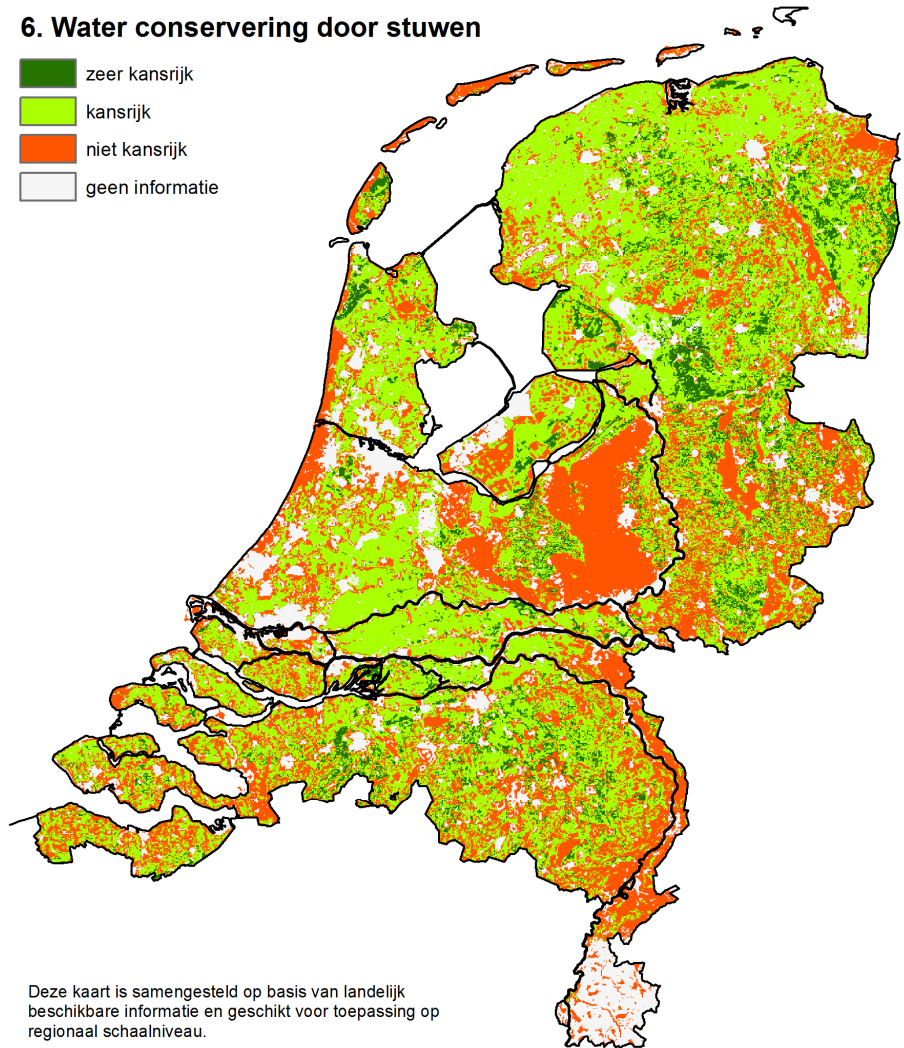 6. Water conservering door stuwen
zeer kansrijk
kansrijk
niet kansrijk
geen informatie
Deze kaart is samengesteld op basis van landelijk
beschikbare informatie en geschikt voor toepassing op
regionaal schaalniveau.